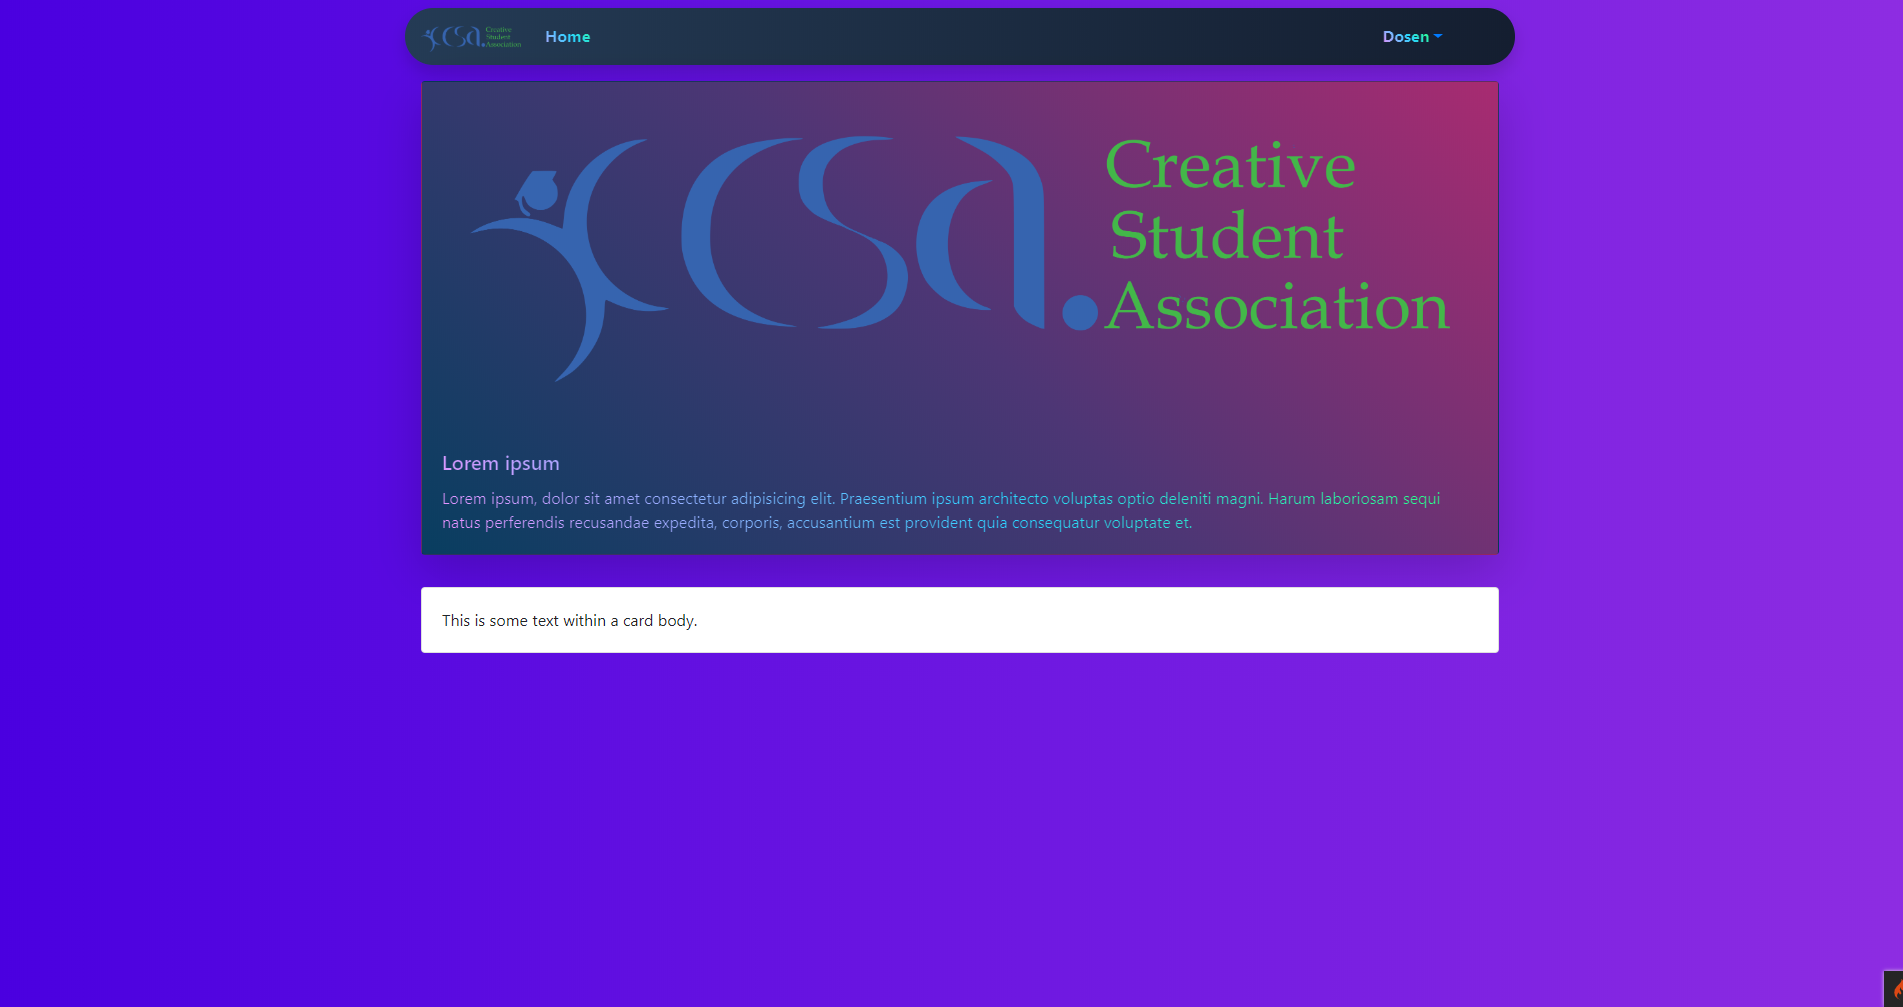 ccsa.
Creative
Student
Association
Home
Dosen
csa.
Creative
Student
Association
Lorem ipsum
Lorem ipsum, dolor sit amet consectetur adipisicing elit. Praesentium ipsum architecto voluptas optio deleniti magni. Harum laboriosam sequi
natus perferendis recusandae expedita, corporis, accusantium est provident quia consequatur voluptate et.
This is some text within a card body.